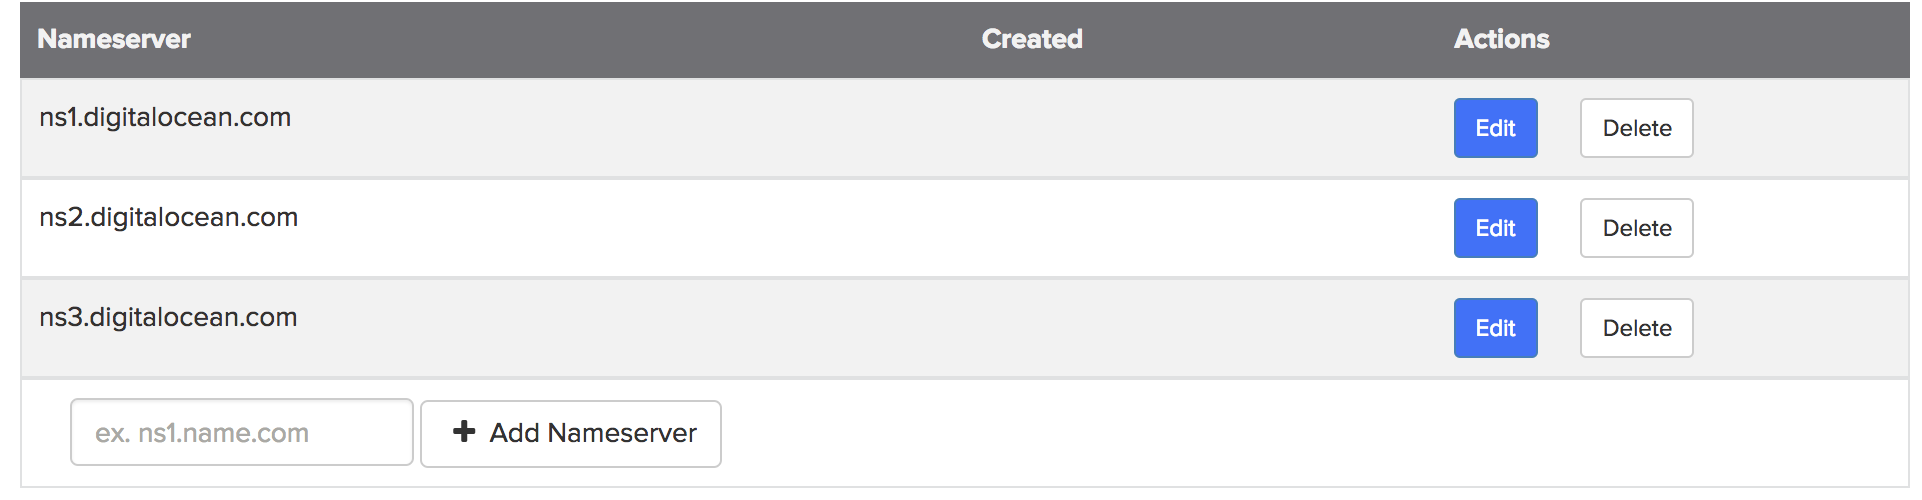 Nameserver Created Actions
ns1.digitalocean.com Edit Delete
ns2.digitalocean.com Edit Delete
ns3.digitalocean.com Edit Delete
ex. ns1.name.com + Add Nameserver